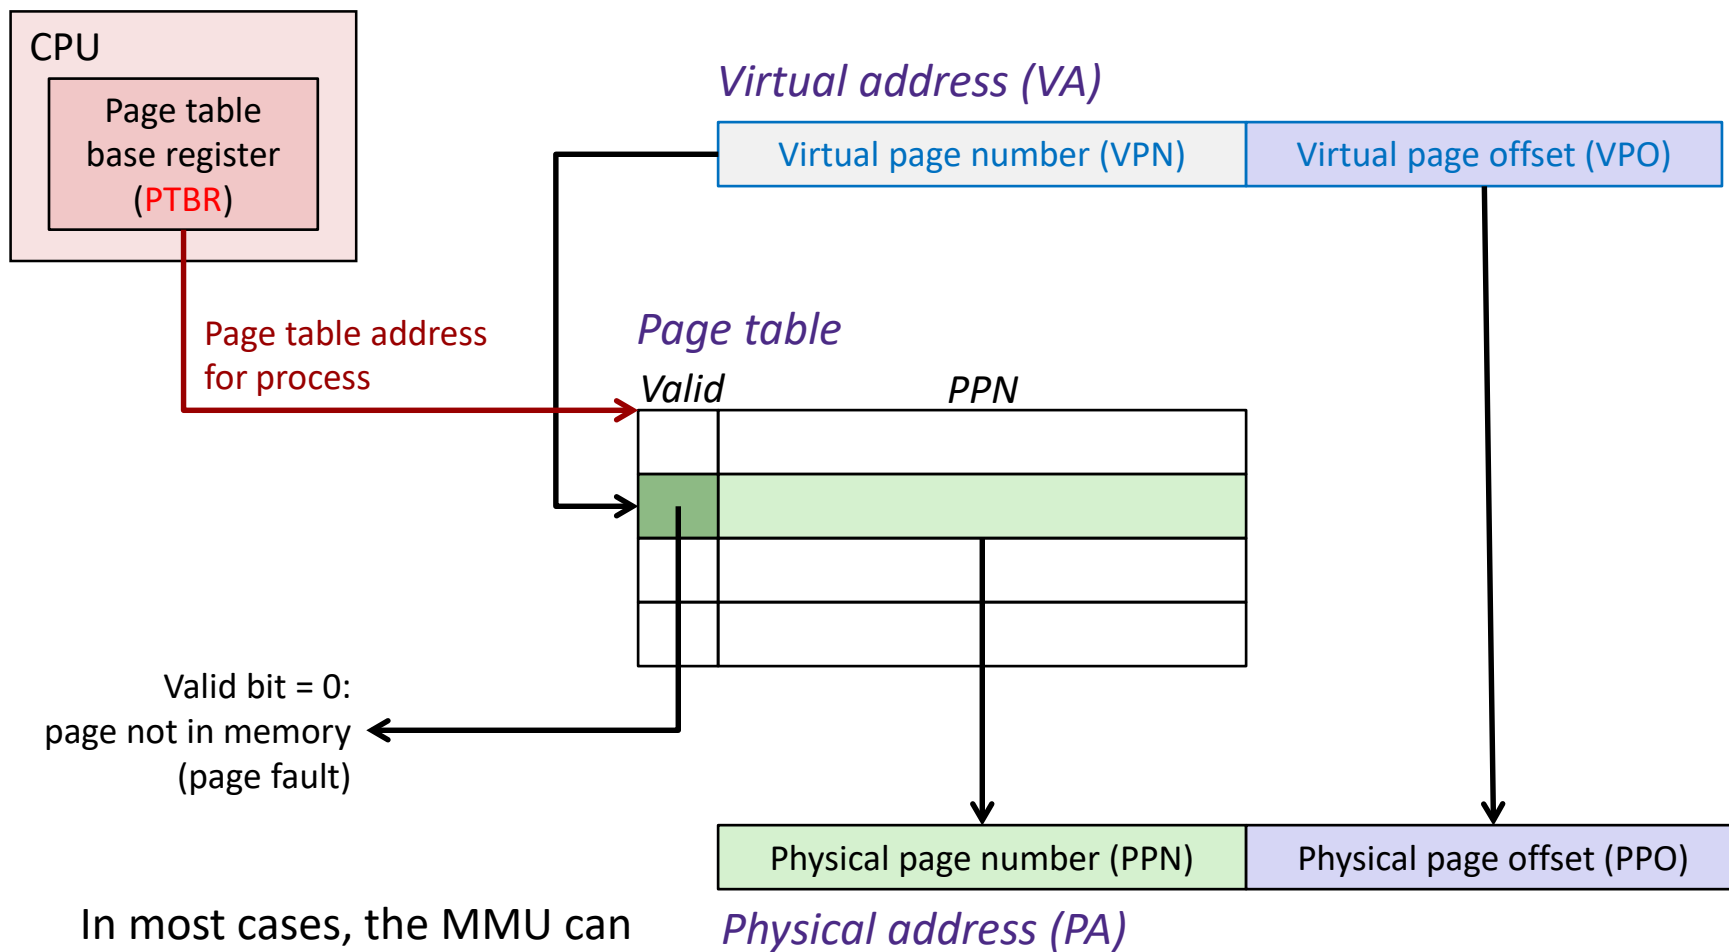 CPU
Page table
base register
(PTBR)
Virtual address (VA)
Virtual page number (VPN)
Virtual page offset (VPO)
Page table address
for process
Page table
Valid
PPN
Valid bit = 0:
page not in memory
(page fault)
Physical page number (PPN)
Physical page offset (PPO)
In most cases, the MMU can
Physical address (PA)